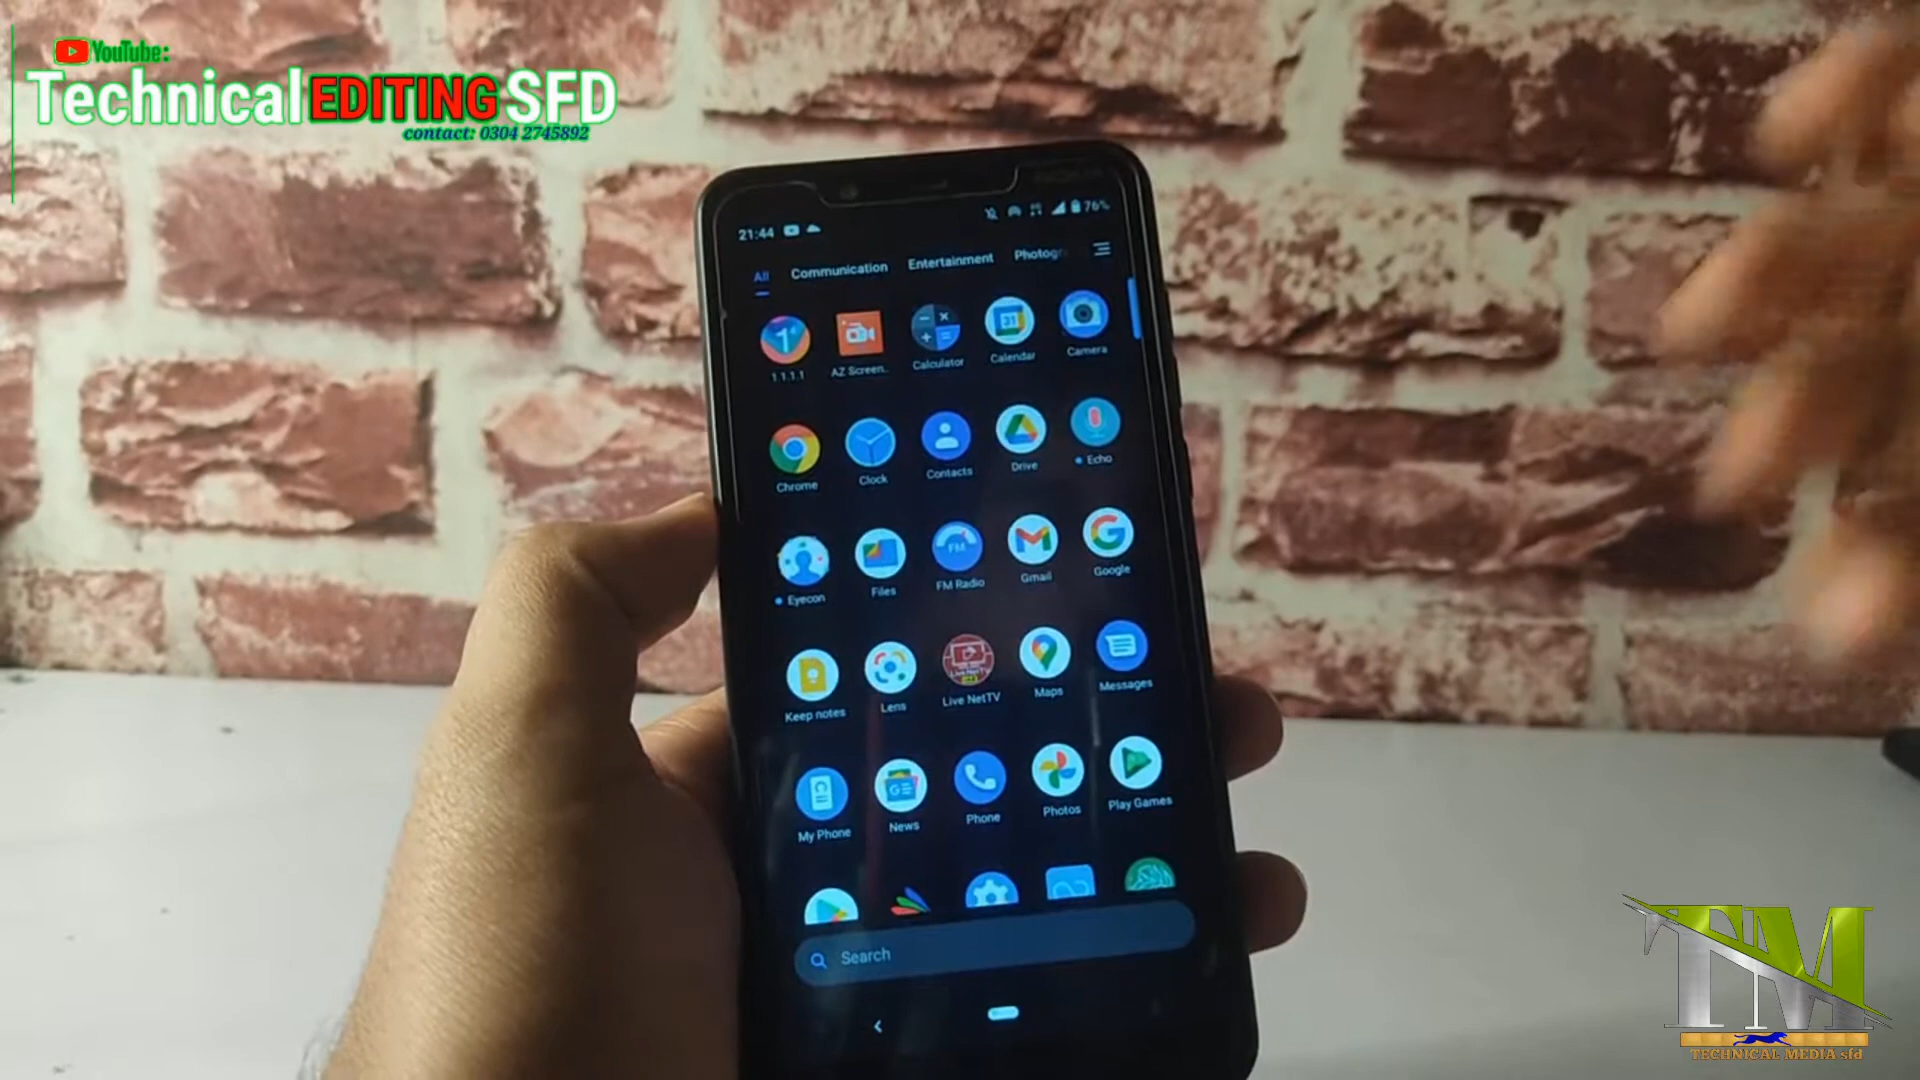 YouTube:
Technical EDITING SFD
contact: 0304 2745892
21:44
76%
All Communication Entertainment Photogr
1.1.1.1 AZ Screen.. Calculator Calendar Camera
Chrome Clock Contacts Drive Echo
FM
Eyecon Files FM Radio Gmail Google
Keep notes Lens Live NetTV Maps Messages
My Phone News Phone Photos Play Games
Search
TM
TECHNICAL MEDIA sfd